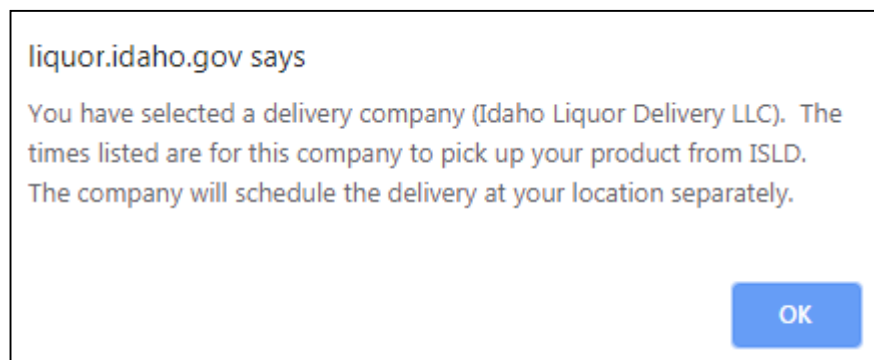 liquor.idaho.gov says
You have selected a delivery company (Idaho Liquor Delivery LLC).  The
times listed are for this company to pick up your product from ISLD.
The company will schedule the delivery at your location separately.
OK